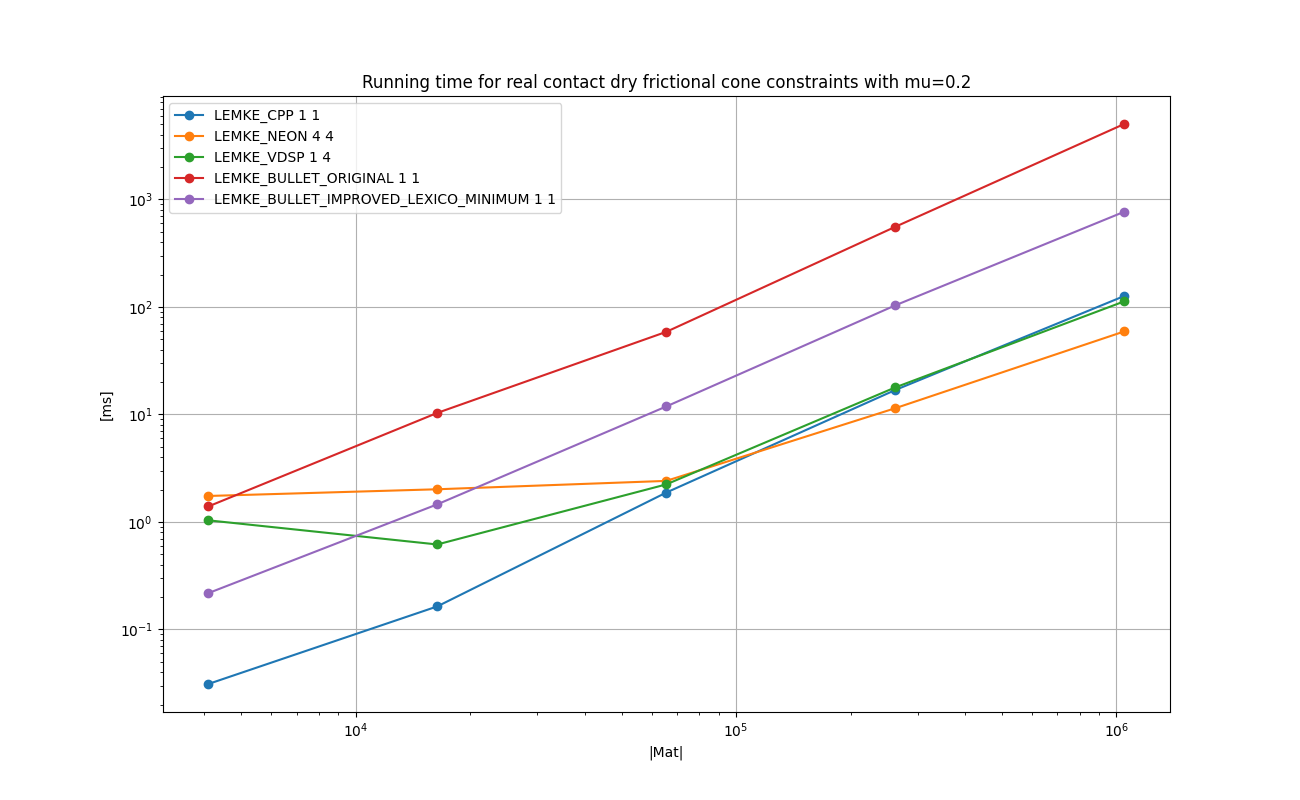 Running time for real contact dry frictional cone constraints with mu=0.2
LEMKE_CPP 1 1
LEMKE_NEON 4 4
LEMKE_VDSP 1 4
LEMKE_BULLET_ORIGINAL 1 1
LEMKE_BULLET_IMPROVED_LEXICO_MINIMUM 1 1
10³
10²
10¹
10⁰
10⁻¹
[ms]
10⁴ 10⁵ 10⁶
|Mat|